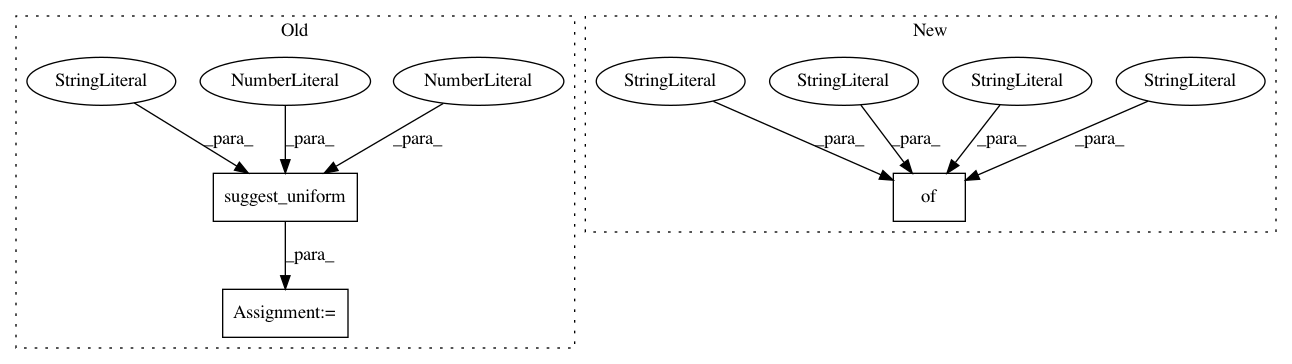 Old
New
StringLiteral
NumberLiteral
NumberLiteral
StringLiteral
StringLiteral
StringLiteral
StringLiteral
_para_
_para_
_para_
_para_
_para_
_para_
_para_
suggest_uniform
of
_para_
Assignment:=